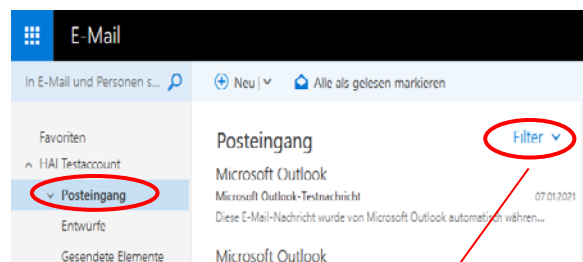 E-Mail
In E-Mail und Personen s...
Neu
Alle als gelesen markieren
Favoriten
HAI Testaccount
Posteingang
Entwürfe
Gesendete Elemente
Posteingang
Filter
Microsoft Outlook
Microsoft Outlook-Testnachricht 07.01.2021
Diese E-Mail-Nachricht wurde von Microsoft Outlook automatisch währen...
Microsoft Outlook